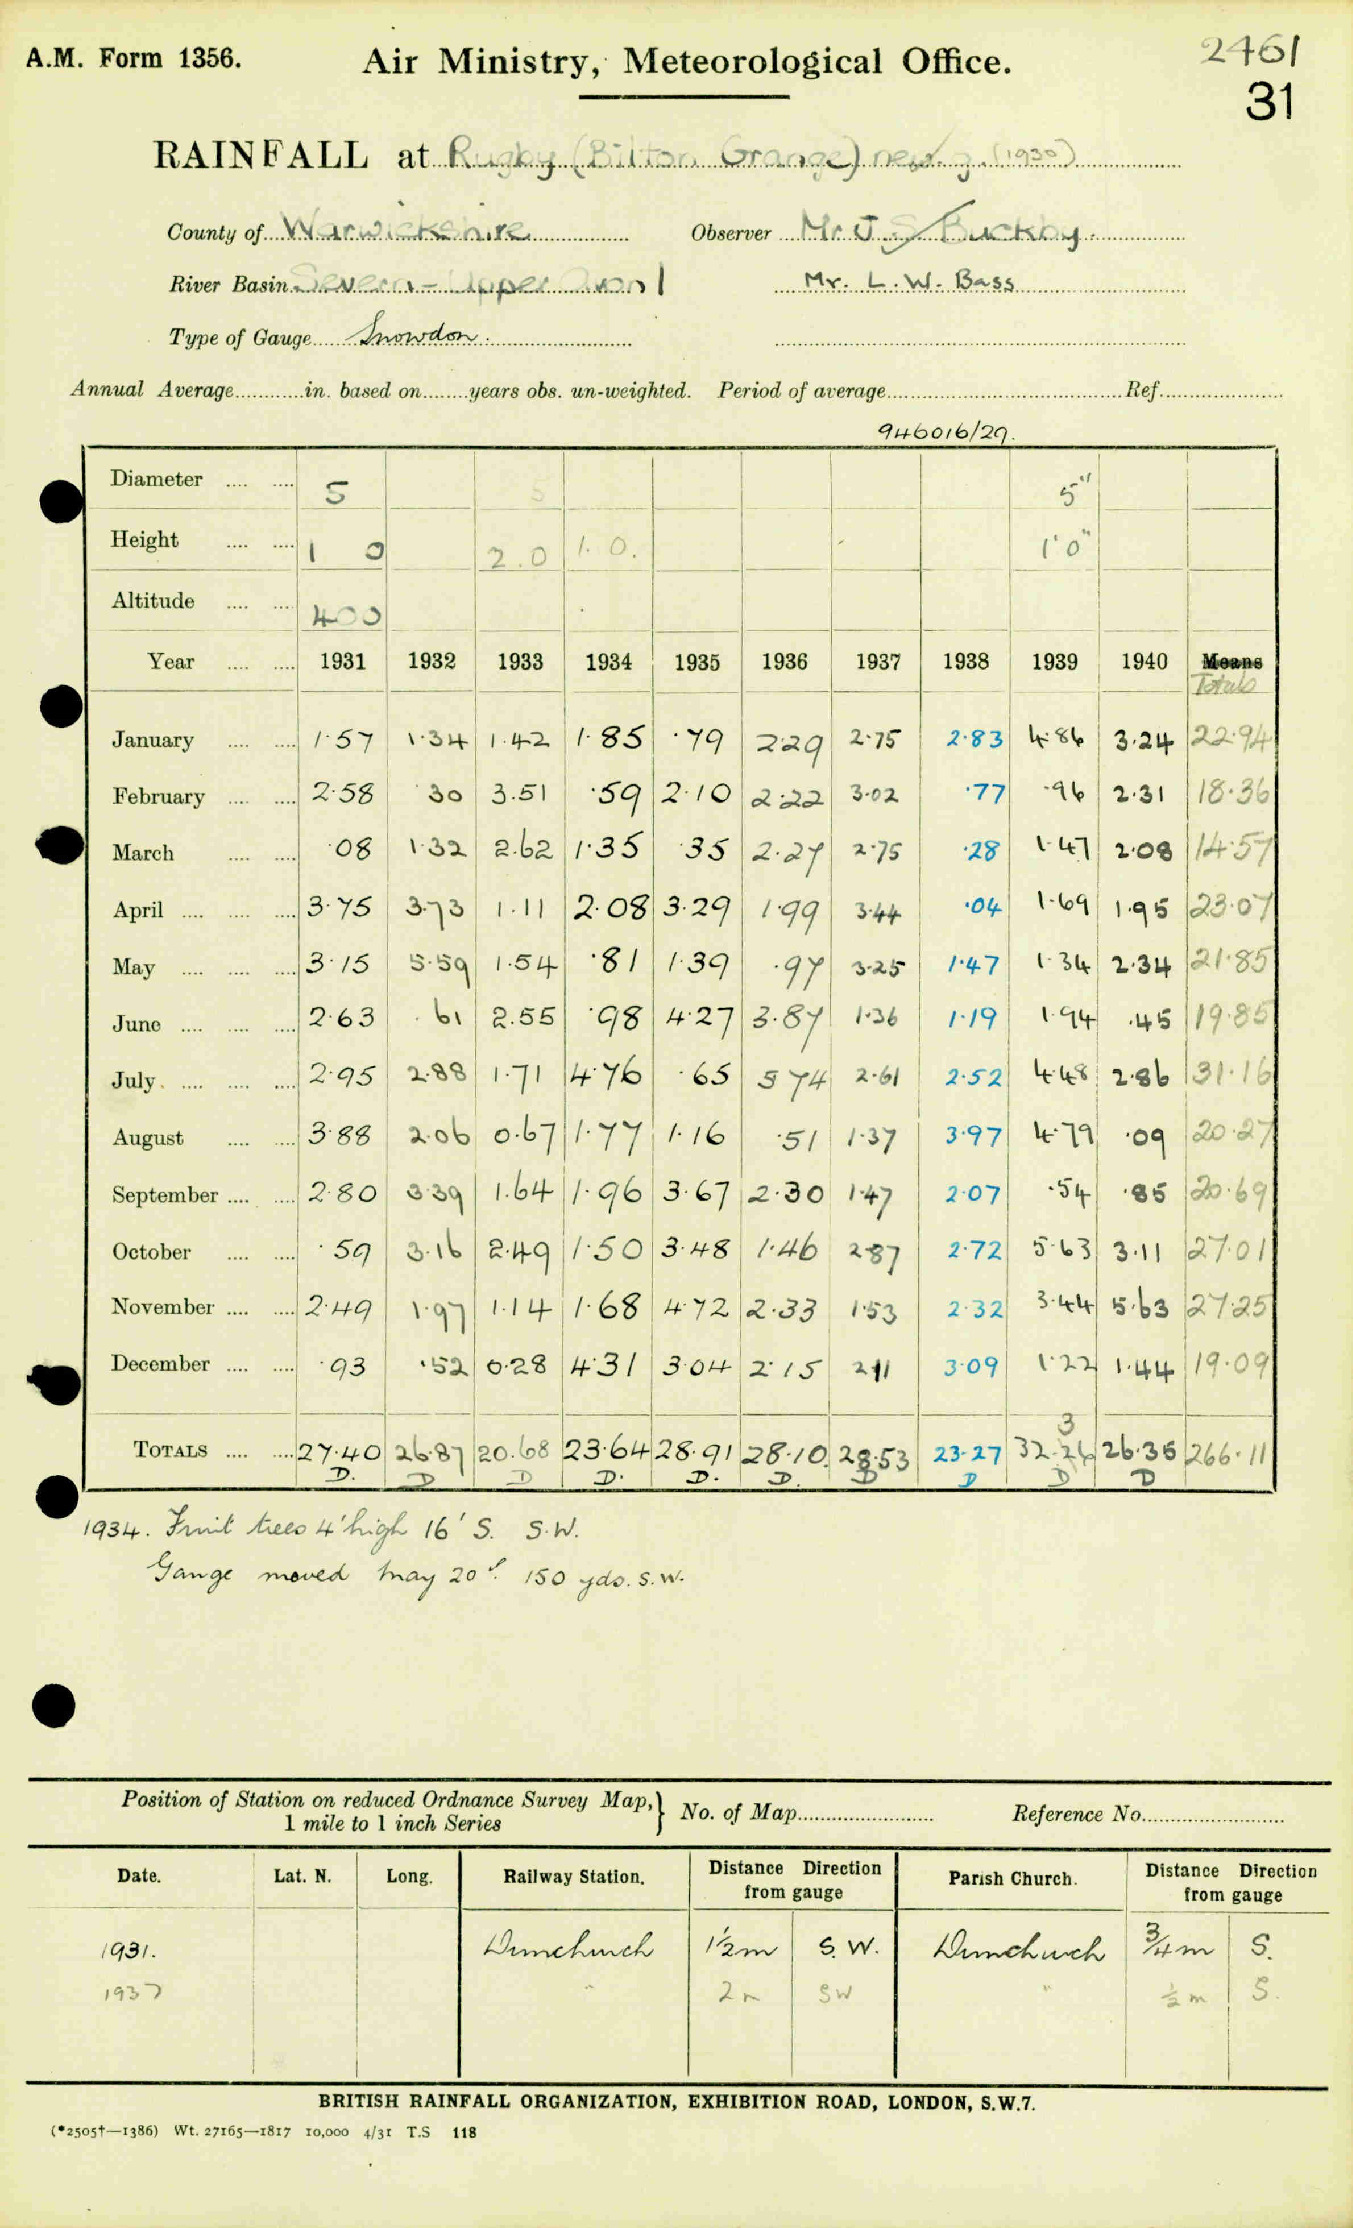 A.M. Form 1356.
Air Ministry, Meteorological Office.
2461
31
RAINFALL at Rugby (Bilton Grange) new g. (1930)
County of Warwickshire Observer Mr. J. S. Buckby.
River Basin Severn - Upper Avon 1 Mr. L. W. Bass
Type of Gauge Snowdon.
Annual Average in. based on years obs. un-weighted. Period of average Ref.
946016/29.
Diameter 5 5 5"
Height 1 0 2.0 1.0. 1'0"
Altitude 400
Year 1931 1932 1933 1934 1935 1936 1937 1938 1939 1940 Means
Totals
January 1.57 1.34 1.42 1.85 .79 2.29 2.75 2.83 4.86 3.24 22.94
February 2.58 30 3.51 .59 2.10 2.22 3.02 .77 .96 2.31 18.36
March .08 1.32 2.62 1.35 .35 2.27 2.75 .28 1.47 2.08 14.57
April 3.75 3.73 1.11 2.08 3.29 1.99 3.44 .04 1.69 1.95 23.07
May 3.15 5.59 1.54 .81 1.39 .97 3.25 1.47 1.34 2.34 21.85
June 2.63 .61 2.55 .98 4.27 3.87 1.36 1.19 1.94 .45 19.85
July 2.95 2.88 1.71 4.76 .65 5 74 2.61 2.52 4.48 2.86 31.16
August 3.88 2.06 0.67 1.77 1.16 .51 1.37 3.97 4.79 .09 20.27
September 2.80 3.39 1.64 1.96 3.67 2.30 1.47 2.07 .54 .85 20.69
October .59 3.16 2.49 1.50 3.48 1.46 2.87 2.72 5.63 3.11 27.01
November 2.49 1.97 1.14 1.68 4.72 2.33 1.53 2.32 3.44 5.63 27.25
December .93 .52 0.28 4.31 3.04 2.15 2.11 3.09 1.22 1.44 19.09
3
TOTALS 27.40 26.87 20.68 23.64 28.91 28.10. 28.53 23.27 32.26 26.35 266.11
D. D D D. D. D. D D D D
1934. Fruit trees 4' high 16' S. S.W.
Gauge moved May 20th. 150 yds. S.W.
Position of Station on reduced Ordnance Survey Map, 1 mile to 1 inch Series } No. of Map Reference No.
Date. Lat. N. Long. Railway Station. Distance Direction from gauge Parish Church. Distance Direction from gauge
1931. Dunchurch 1½m S.W. Dunchurch ¾m S.
1937 " 2m SW " ½m S.
BRITISH RAINFALL ORGANIZATION, EXHIBITION ROAD, LONDON, S.W.7.
(*2505†—1386) Wt. 27165—1817 10,000 4/31 T.S 118